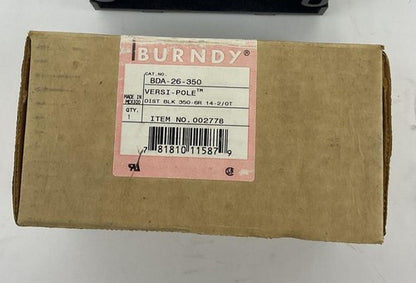 BURNDY®
CAT. NO.
BDA-26-350
VERSI-POLE™
MADE IN
MEXICO
DIST BLK 350-6R 14-2/0T
QTY.
1
ITEM NO. 002778
7 81810 11587 9